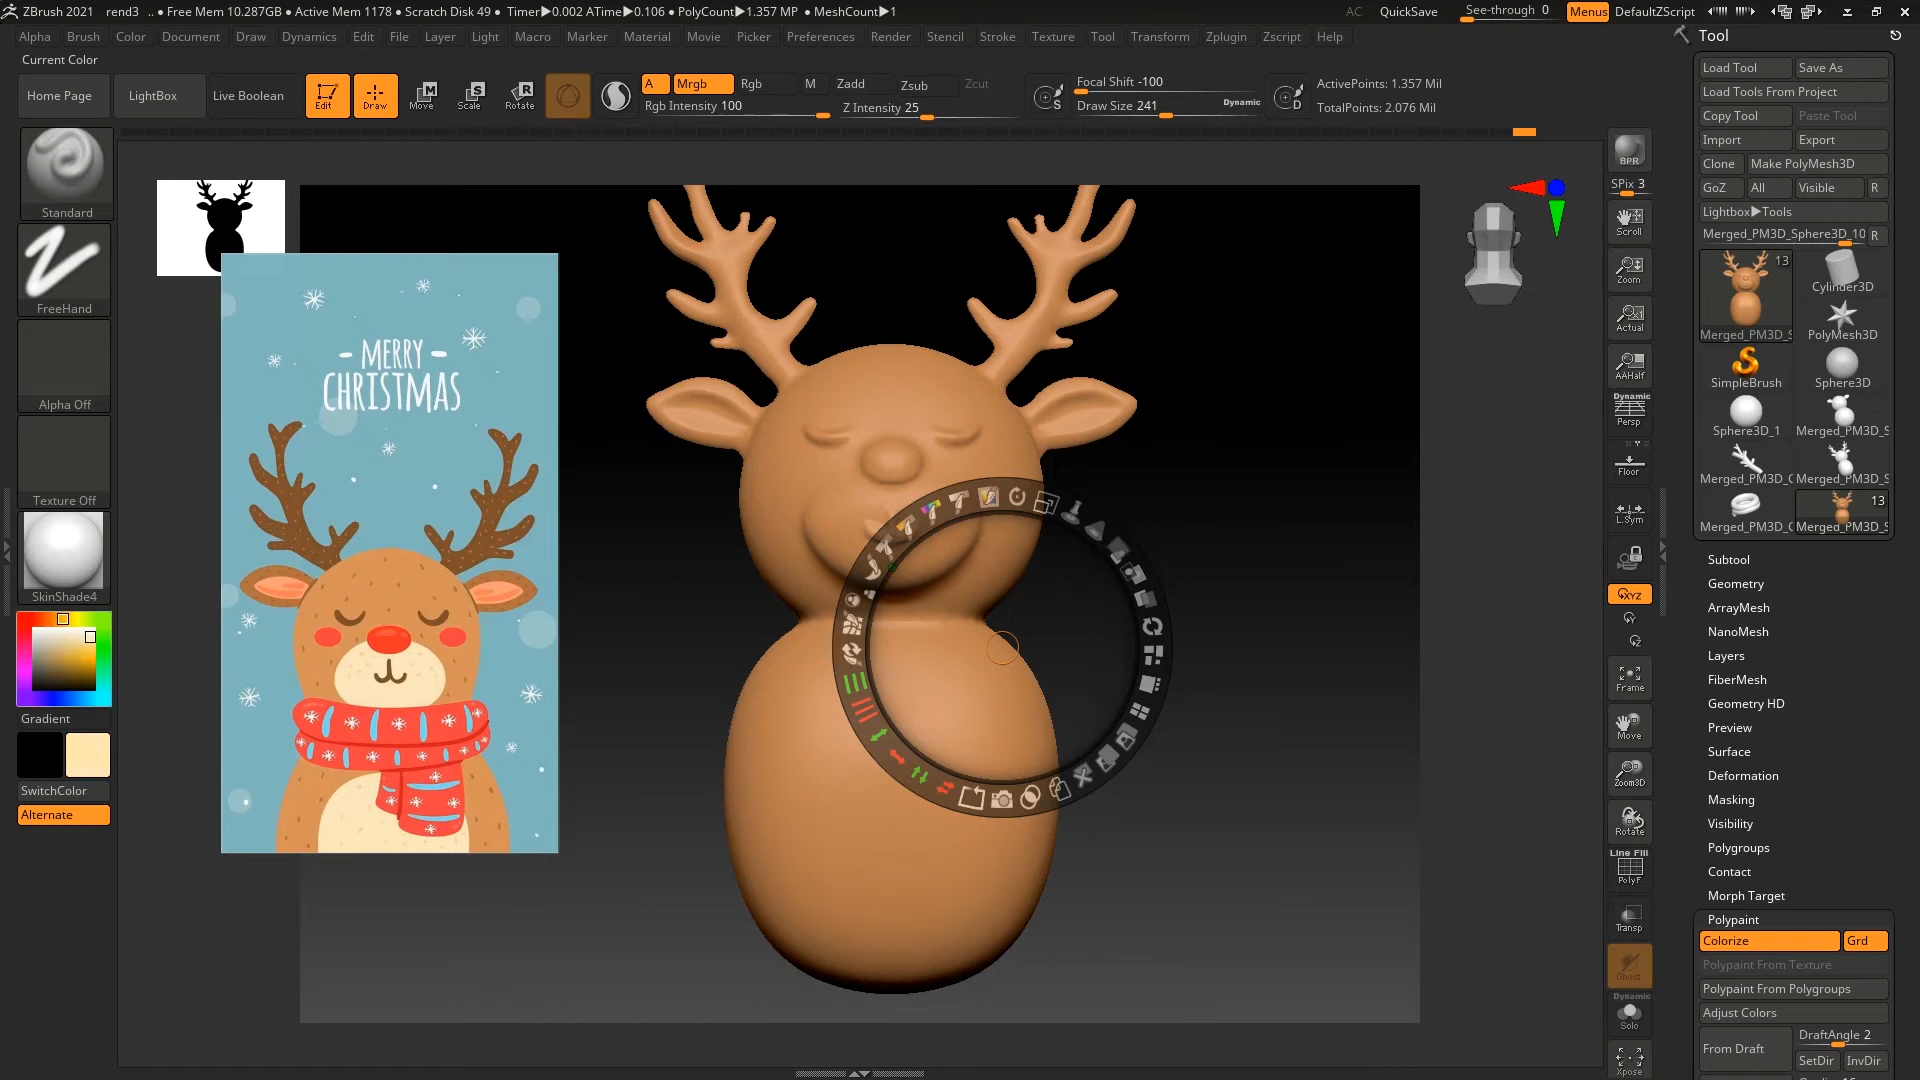 ZBrush 2021 rend3 .. ● Free Mem 10.287GB ● Active Mem 1178 ● Scratch Disk 49 ● Timer▶0.002 ATime▶0.106 ● PolyCount▶1.357 MP ● MeshCount▶1 AC QuickSave See-through 0 Menus DefaultZScript
Alpha Brush Color Document Draw Dynamics Edit File Layer Light Macro Marker Material Movie Picker Preferences Render Stencil Stroke Texture Tool Transform Zplugin Zscript Help
Current Color
Home Page LightBox Live Boolean Edit Draw Move Scale Rotate
A Mrgb Rgb M Zadd Zsub Zcut
Rgb Intensity 100 Z Intensity 25
S Focal Shift -100
Draw Size 241 Dynamic D
ActivePoints: 1.357 Mil
TotalPoints: 2.076 Mil
Standard
FreeHand
Alpha Off
Texture Off
SkinShade4
Gradient
SwitchColor
Alternate
MERRY
CHRISTMAS
BPR
SPix 3
Scroll
Zoom
Actual
AAHalf
Dynamic
Persp
Floor
L.Sym
XYZ
Y
Z
Frame
Move
Zoom3D
Rotate
Line Fill
PolyF
Transp
Ghost
Dynamic
Solo
Xpose
Tool
Load Tool Save As
Load Tools From Project
Copy Tool Paste Tool
Import Export
Clone Make PolyMesh3D
GoZ All Visible R
Lightbox▶Tools
Merged_PM3D_Sphere3D_10 R
13
Merged_PM3D_S Cylinder3D
PolyMesh3D
SimpleBrush Sphere3D
Sphere3D_1 Merged_PM3D_S
Merged_PM3D_C Merged_PM3D_S
13
Merged_PM3D_C Merged_PM3D_S
Subtool
Geometry
ArrayMesh
NanoMesh
Layers
FiberMesh
Geometry HD
Preview
Surface
Deformation
Masking
Visibility
Polygroups
Contact
Morph Target
Polypaint
Colorize Grd
Polypaint From Texture
Polypaint From Polygroups
Adjust Colors
From Draft DraftAngle 2
SetDir InvDir